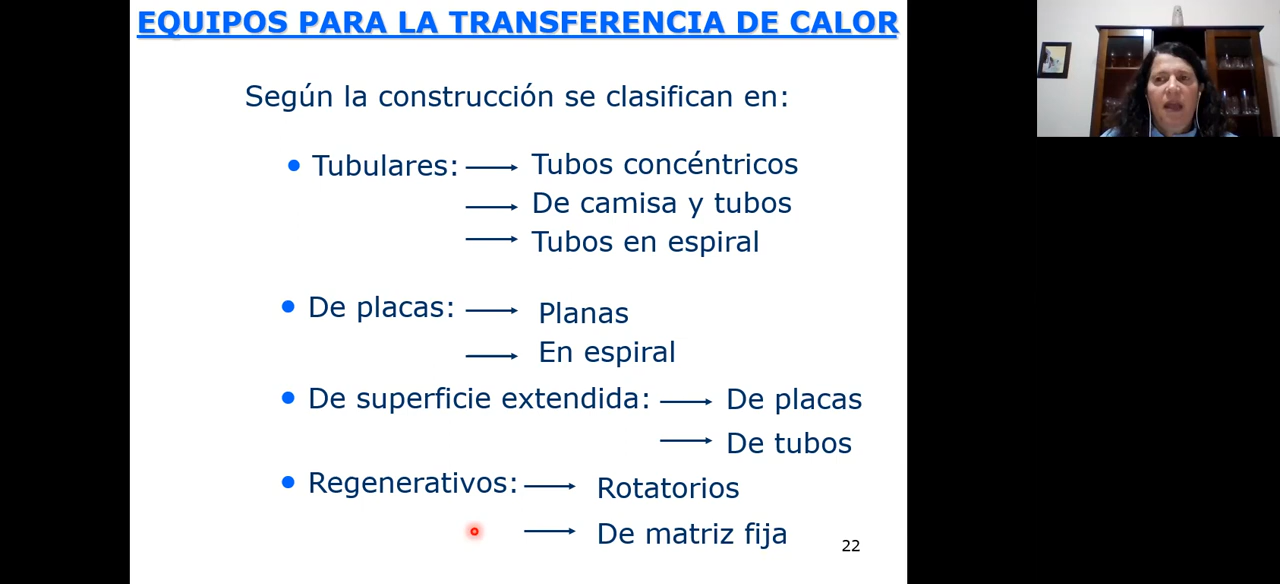 EQUIPOS PARA LA TRANSFERENCIA DE CALOR
Según la construcción se clasifican en:
Tubulares: Tubos concéntricos
De camisa y tubos
Tubos en espiral
De placas: Planas
En espiral
De superficie extendida: De placas
De tubos
Regenerativos: Rotatorios
De matriz fija
22